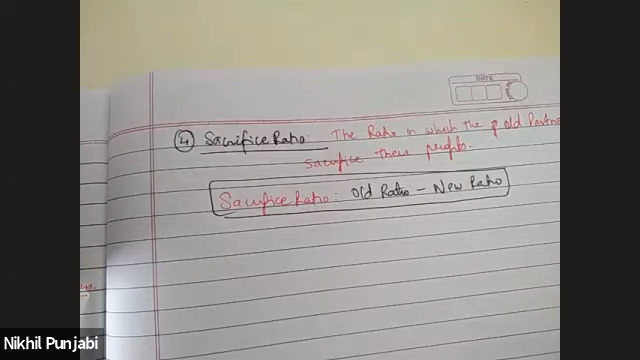 DATE
④ Sacrifice Ratio: The Ratio in which the old Partne
sacrifice their profits.
Sacrifice Ratio: Old Ratio - New Ratio
Nikhil Punjabi